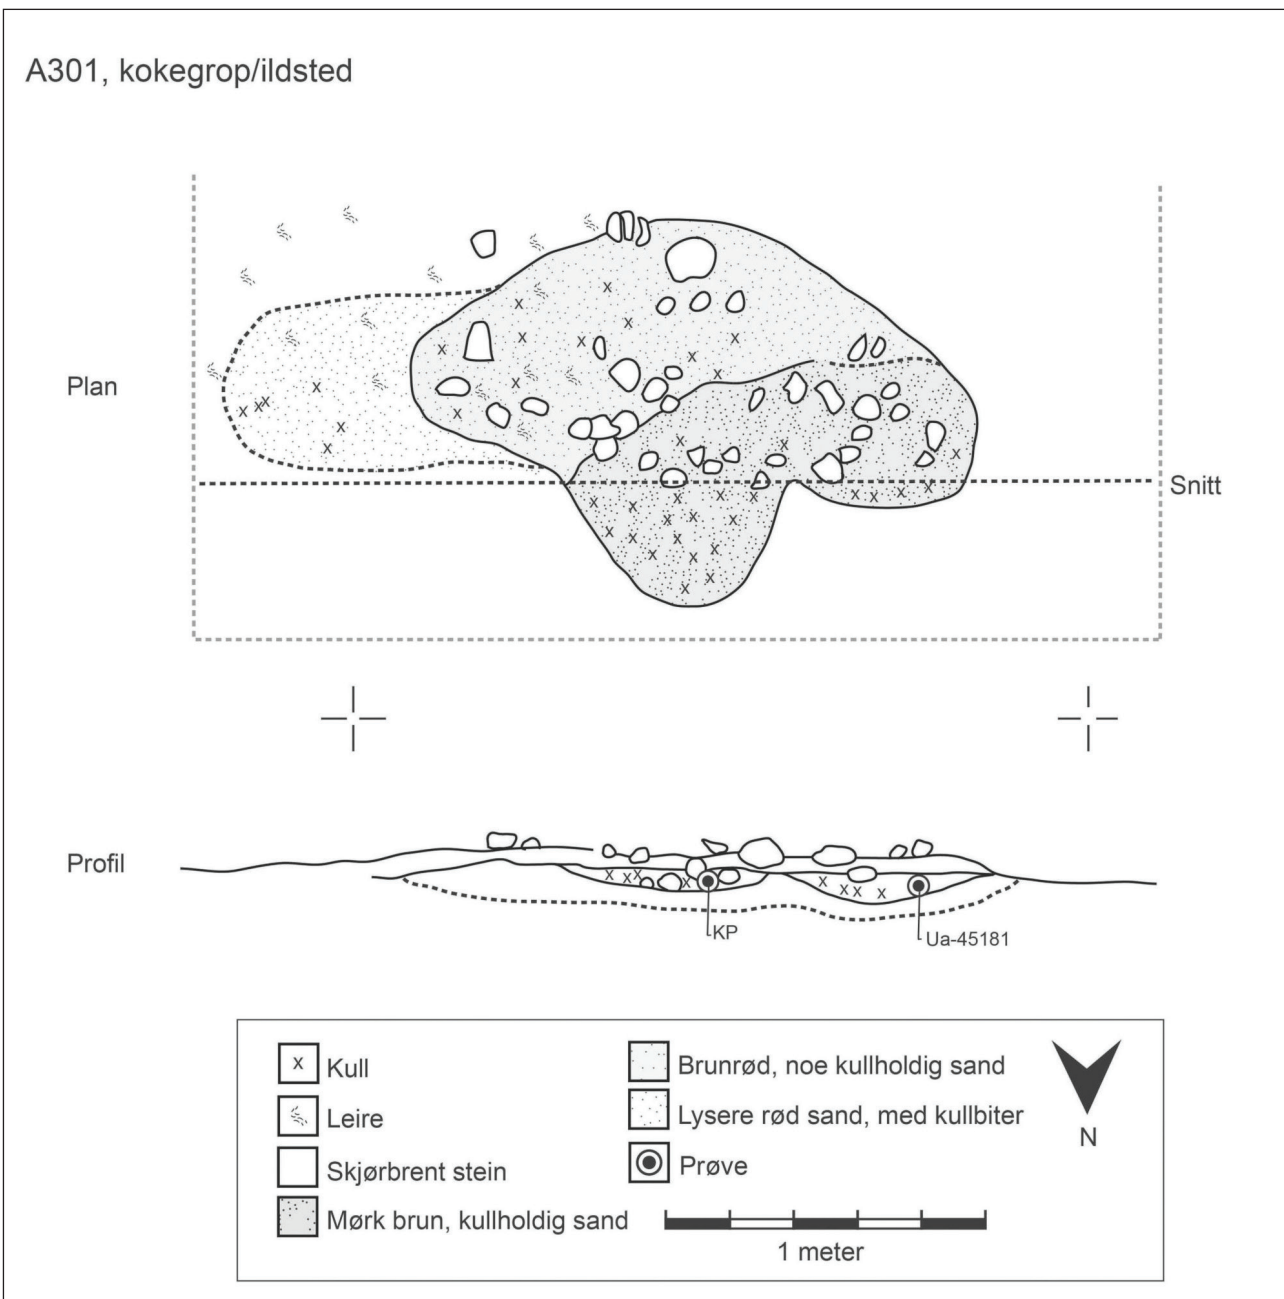 A301, kokegrop/ildsted
Plan
Snitt
Profil
KP
Ua-45181
x Kull
Leire
Skjørbrent stein
Mørk brun, kullholdig sand
Brunrød, noe kullholdig sand
Lysere rød sand, med kullbiter
Prøve
N
1 meter